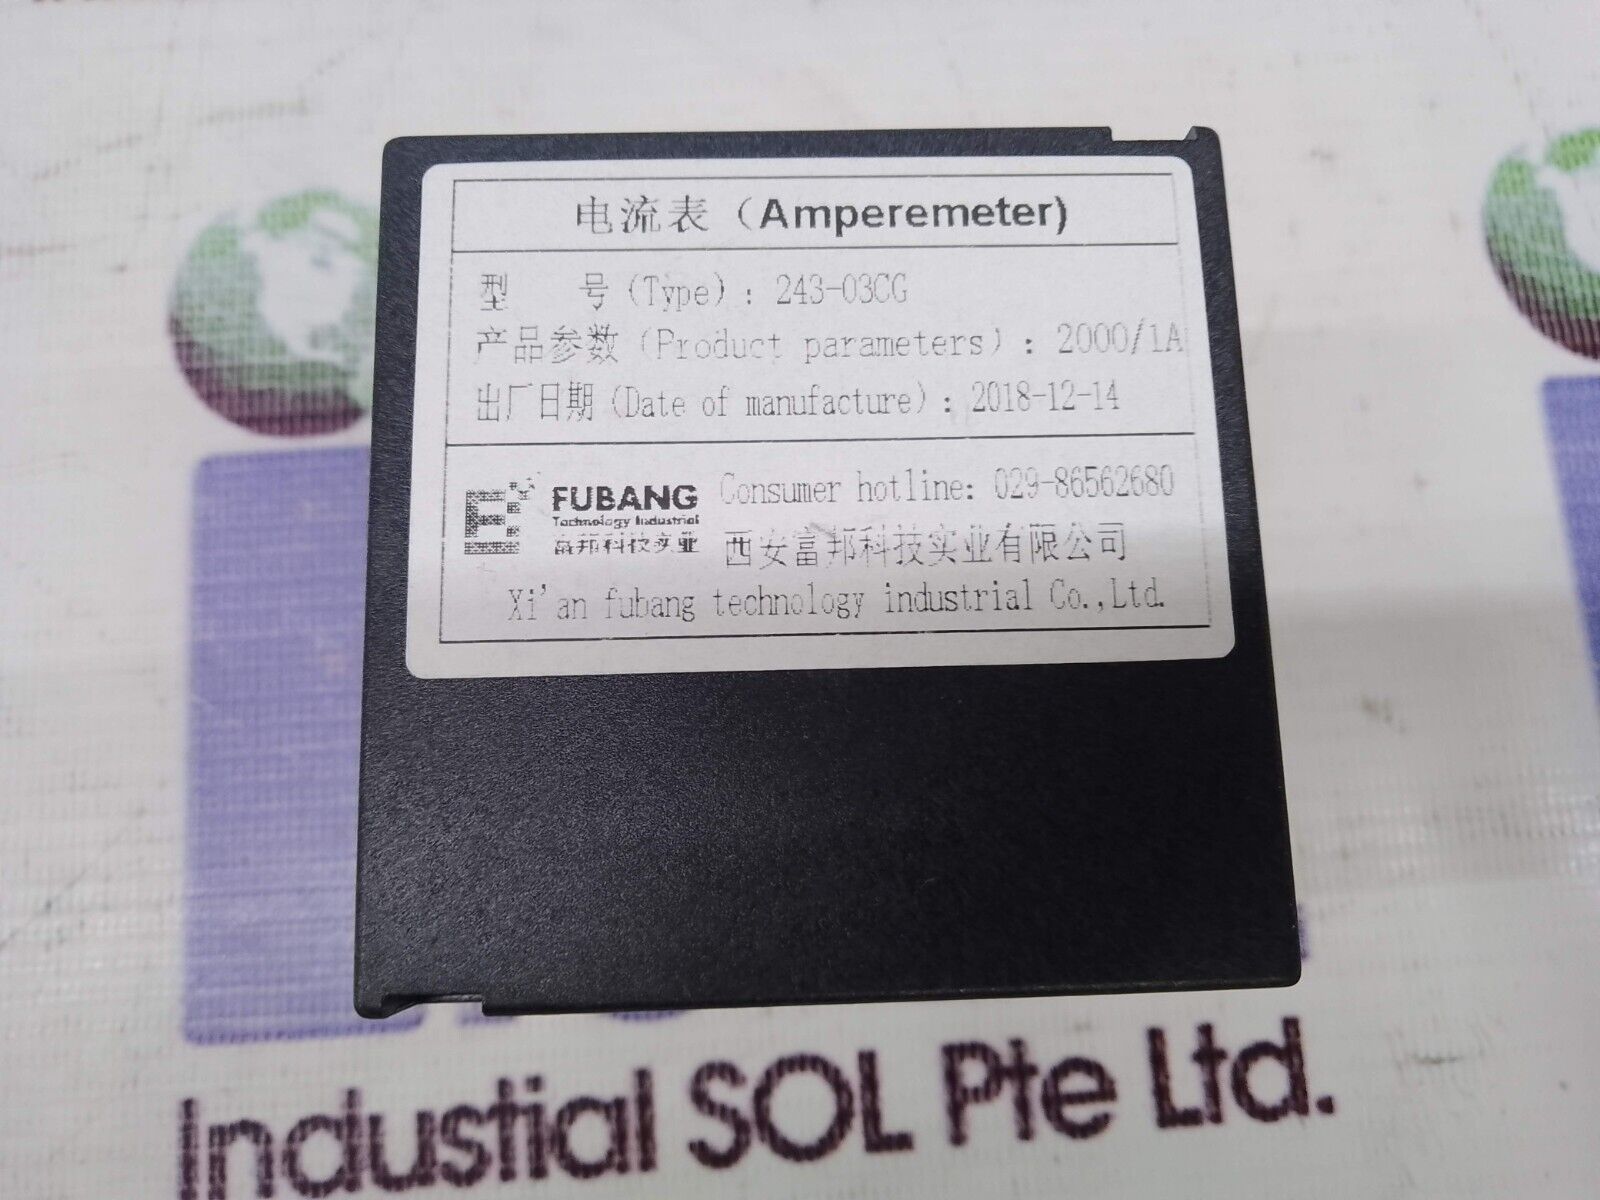 电流表（Amperemeter)
型 号(Type)：243-03CG
产品参数(Product parameters)：2000/1A
出厂日期(Date of manufacture)：2018-12-14
FUBANG
Technology Industrial
富邦科技实业
Consumer hotline: 029-86562680
西安富邦科技实业有限公司
Xi'an fubang technology industrial Co.,Ltd.
Industial SOL Pte Ltd.